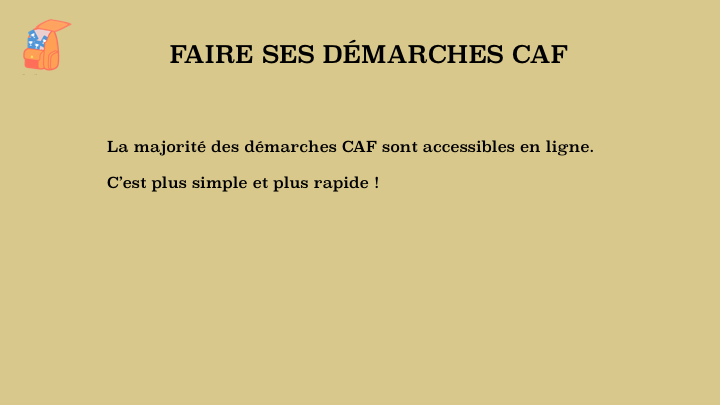 FAIRE SES DÉMARCHES CAF
La majorité des démarches CAF sont accessibles en ligne.
C’est plus simple et plus rapide !